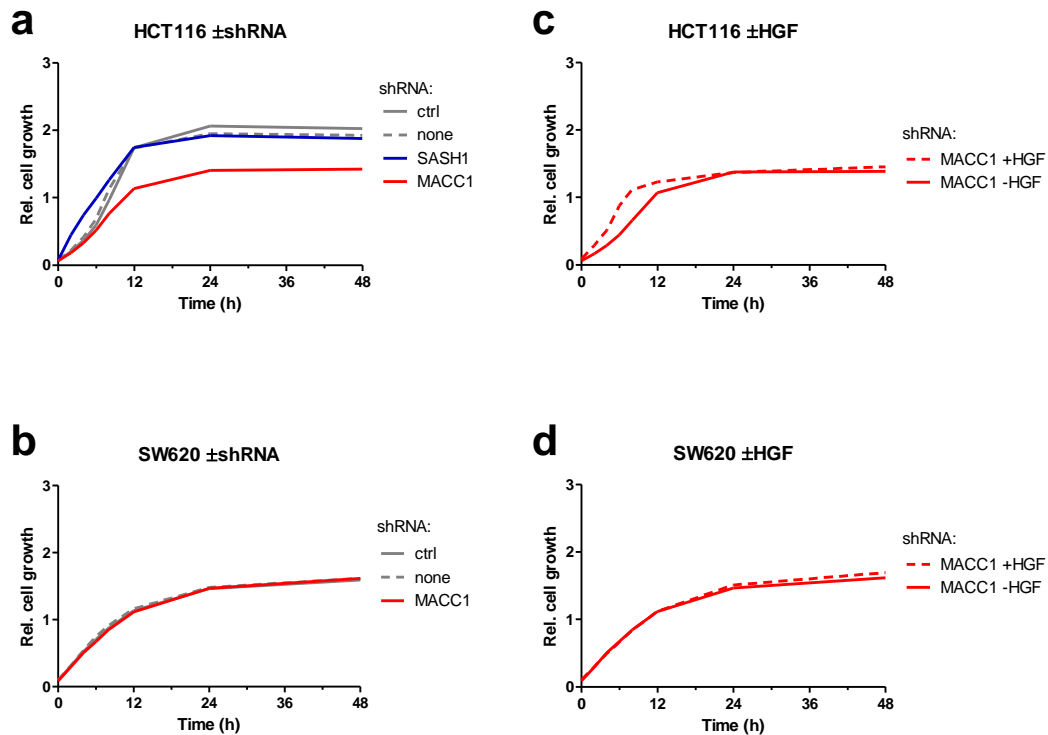 a
HCT116 ±shRNA
Rel. cell growth
3
2
1
0
0 12 24 36 48
Time (h)
shRNA:
ctrl
none
SASH1
MACC1
c
HCT116 ±HGF
Rel. cell growth
3
2
1
0
0 12 24 36 48
Time (h)
shRNA:
MACC1 +HGF
MACC1 -HGF
b
SW620 ±shRNA
Rel. cell growth
3
2
1
0
0 12 24 36 48
Time (h)
shRNA:
ctrl
none
MACC1
d
SW620 ±HGF
Rel. cell growth
3
2
1
0
0 12 24 36 48
Time (h)
shRNA:
MACC1 +HGF
MACC1 -HGF